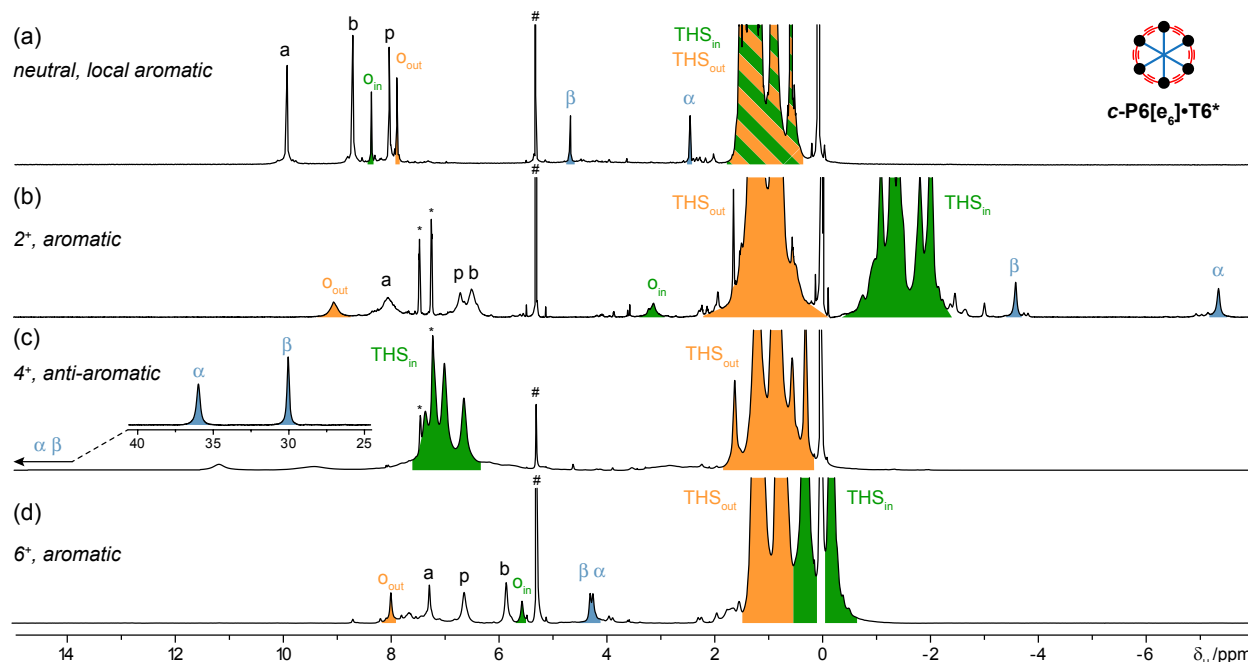 (a)
neutral, local aromatic
a
b
o_in
p
o_out
#
β
α
THS_in
THS_out
c-P6[e_6]•T6*
(b)
2+, aromatic
o_out
a
*
*
p b
#
o_in
THS_out
THS_in
β
α
(c)
4+, anti-aromatic
α
β
40 35 30 25
α β
THS_in
*
*
#
THS_out
(d)
6+, aromatic
o_out
a
p
b
o_in
#
β α
THS_out
THS_in
14 12 10 8 6 4 2 0 -2 -4 -6 δ_H/ppm